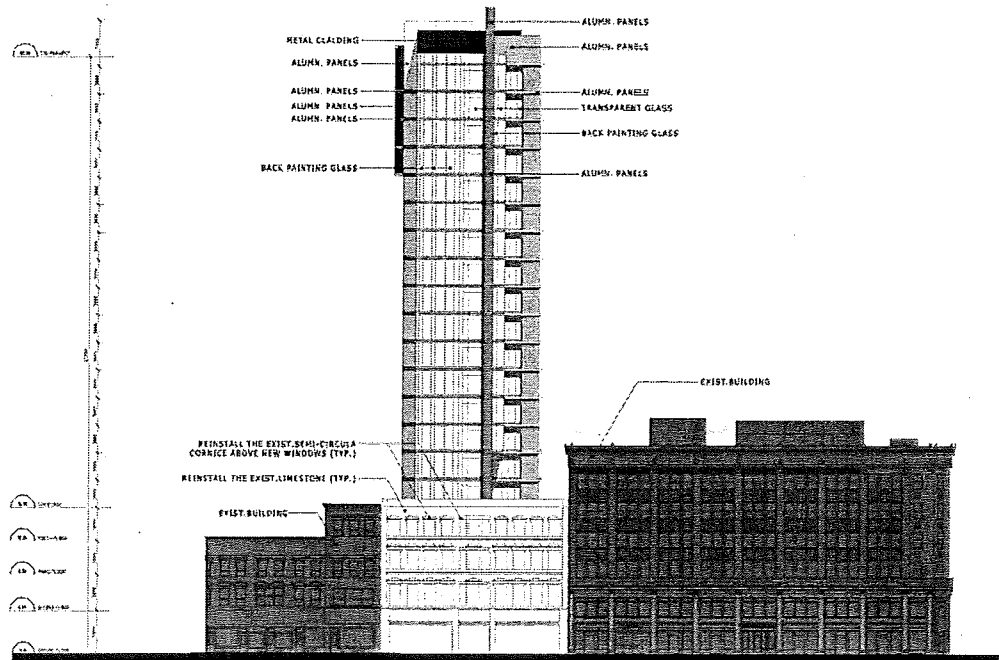 ALUMN. PANELS
METAL CLADDING
ALUMN. PANELS
ALUMN. PANELS
ALUMN. PANELS
ALUMN. PANELS
TRANSPARENT GLASS
ALUMN. PANELS
ALUMN. PANELS
BACK PAINTING GLASS
BACK PAINTING GLASS
ALUMN. PANELS
EXIST.BUILDING
REINSTALL THE EXIST.SEMI-CIRCULA
CORNICE ABOVE NEW WINDOWS (TYP.)
REINSTALL THE EXIST.LIMESTONE (TYP.)
EXIST.BUILDING